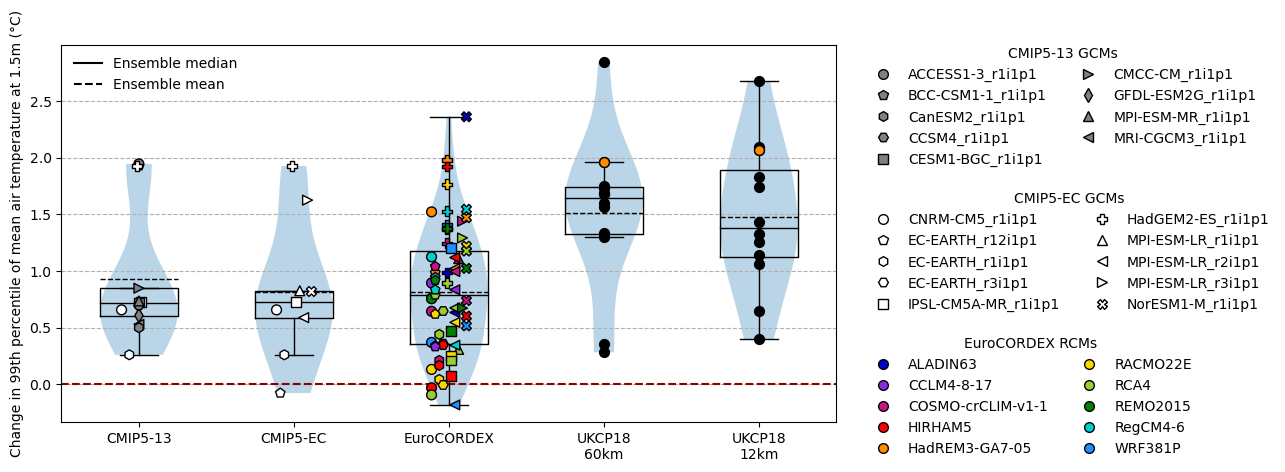 Change in 99th percentile of mean air temperature at 1.5m (°C)
Ensemble median
Ensemble mean
2.5
2.0
1.5
1.0
0.5
0.0
CMIP5-13
CMIP5-EC
EuroCORDEX
UKCP18
60km
UKCP18
12km
CMIP5-13 GCMs
ACCESS1-3_r1i1p1
BCC-CSM1-1_r1i1p1
CanESM2_r1i1p1
CCSM4_r1i1p1
CESM1-BGC_r1i1p1
CMCC-CM_r1i1p1
GFDL-ESM2G_r1i1p1
MPI-ESM-MR_r1i1p1
MRI-CGCM3_r1i1p1
CMIP5-EC GCMs
CNRM-CM5_r1i1p1
EC-EARTH_r12i1p1
EC-EARTH_r1i1p1
EC-EARTH_r3i1p1
IPSL-CM5A-MR_r1i1p1
HadGEM2-ES_r1i1p1
MPI-ESM-LR_r1i1p1
MPI-ESM-LR_r2i1p1
MPI-ESM-LR_r3i1p1
NorESM1-M_r1i1p1
EuroCORDEX RCMs
ALADIN63
CCLM4-8-17
COSMO-crCLIM-v1-1
HIRHAM5
HadREM3-GA7-05
RACMO22E
RCA4
REMO2015
RegCM4-6
WRF381P